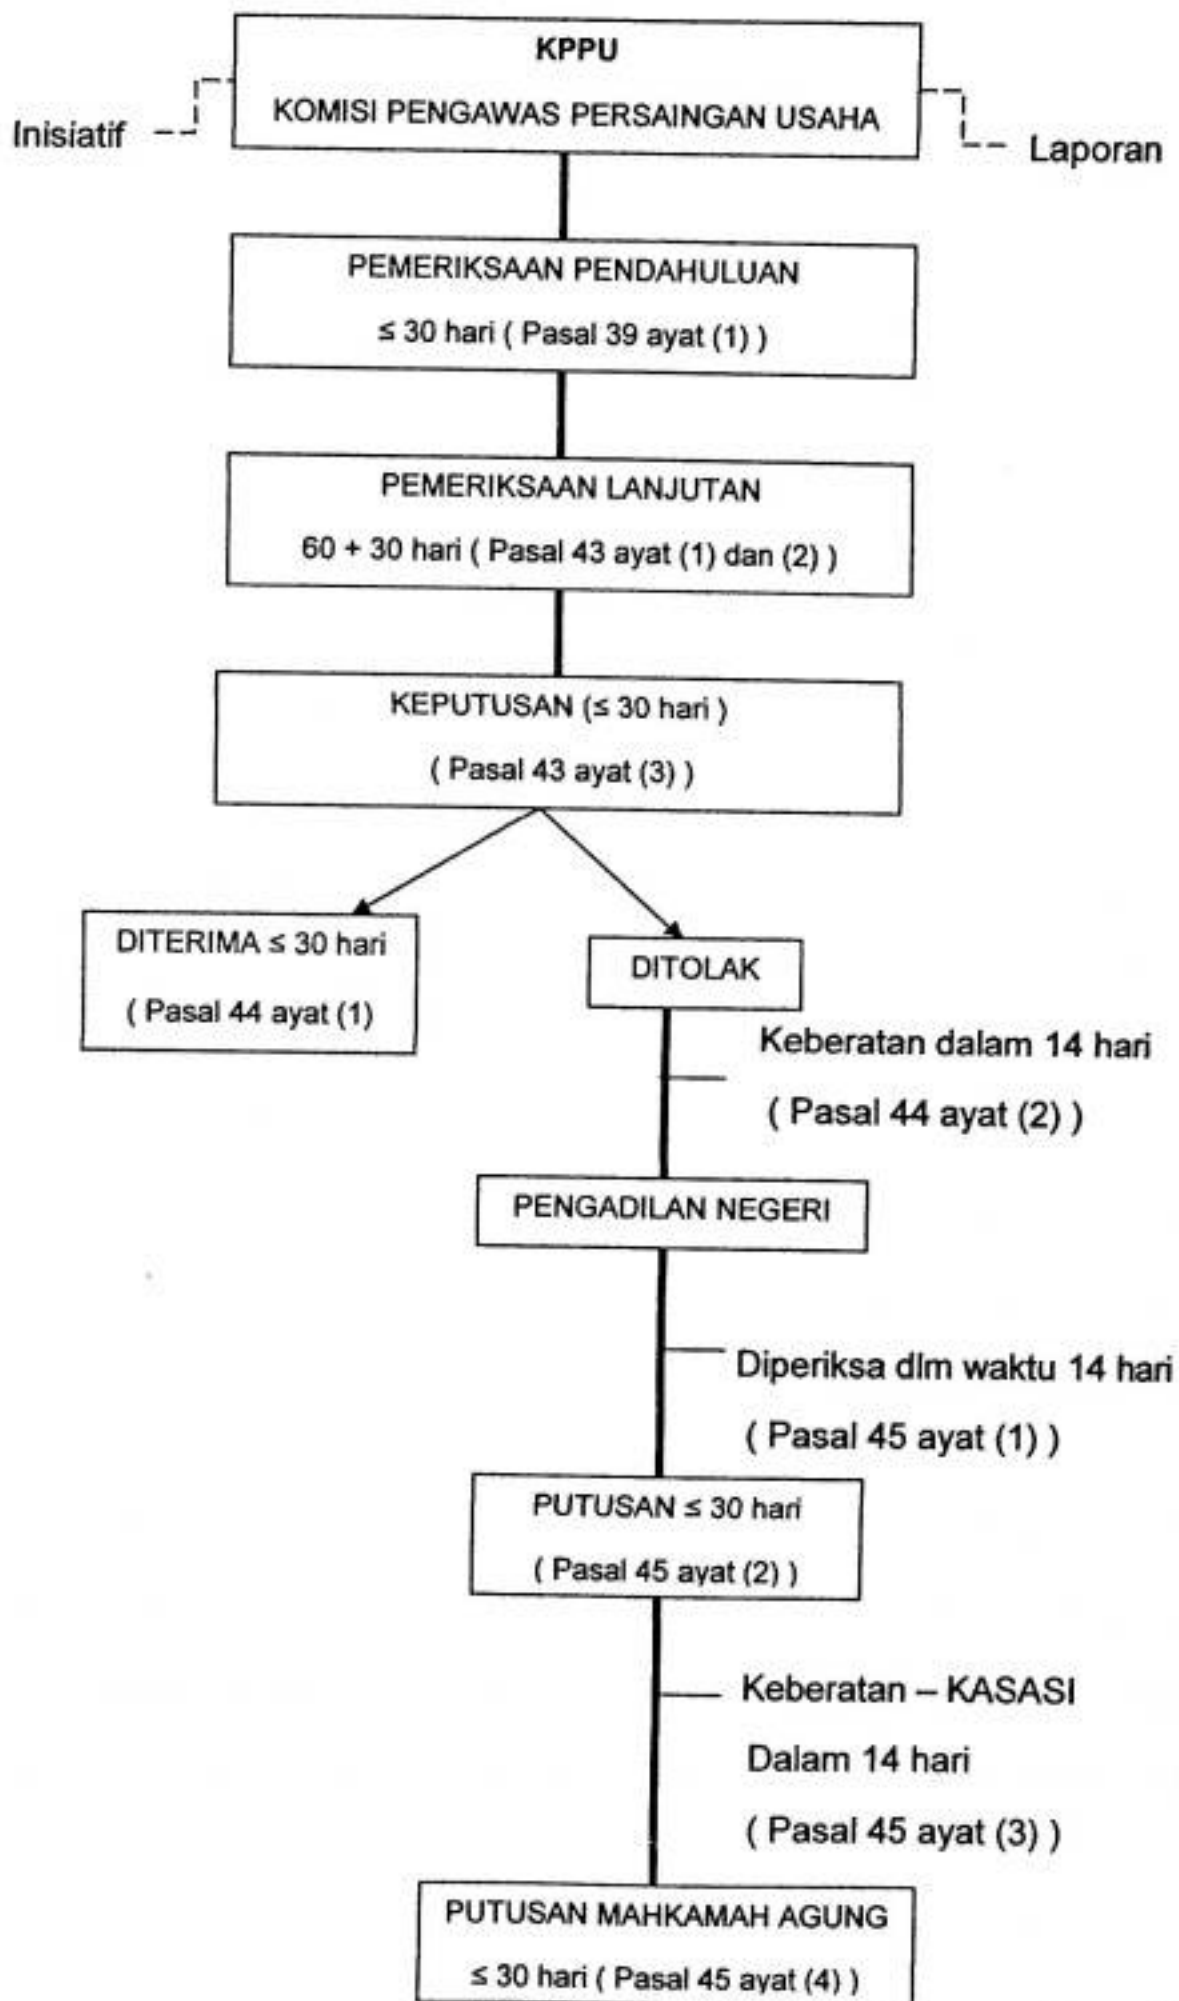 KPPU
KOMISI PENGAWAS PERSAINGAN USAHA
Inisiatif
Laporan
PEMERIKSAAN PENDAHULUAN
≤ 30 hari ( Pasal 39 ayat (1) )
PEMERIKSAAN LANJUTAN
60 + 30 hari ( Pasal 43 ayat (1) dan (2) )
KEPUTUSAN (≤ 30 hari )
( Pasal 43 ayat (3) )
DITERIMA ≤ 30 hari
( Pasal 44 ayat (1)
DITOLAK
Keberatan dalam 14 hari
( Pasal 44 ayat (2) )
PENGADILAN NEGERI
Diperiksa dlm waktu 14 hari
( Pasal 45 ayat (1) )
PUTUSAN ≤ 30 hari
( Pasal 45 ayat (2) )
Keberatan – KASASI
Dalam 14 hari
( Pasal 45 ayat (3) )
PUTUSAN MAHKAMAH AGUNG
≤ 30 hari ( Pasal 45 ayat (4) )